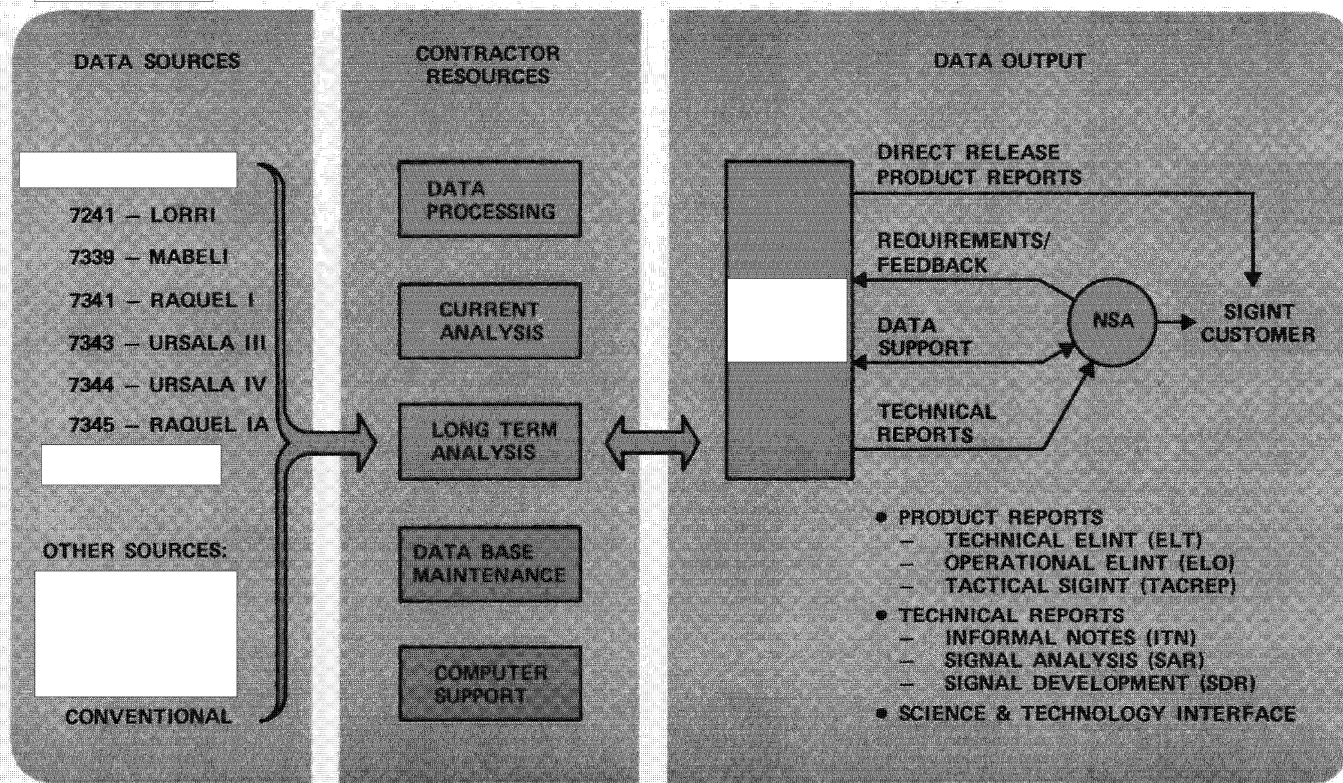 DATA SOURCES
7241 — LORRI
7339 — MABELI
7341 — RAQUEL I
7343 — URSALA III
7344 — URSALA IV
7345 — RAQUEL IA
OTHER SOURCES:
CONVENTIONAL
CONTRACTOR
RESOURCES
DATA
PROCESSING
CURRENT
ANALYSIS
LONG TERM
ANALYSIS
DATA BASE
MAINTENANCE
COMPUTER
SUPPORT
DATA OUTPUT
DIRECT RELEASE
PRODUCT REPORTS
REQUIREMENTS/
FEEDBACK
DATA
SUPPORT
TECHNICAL
REPORTS
NSA
SIGINT
CUSTOMER
• PRODUCT REPORTS
— TECHNICAL ELINT (ELT)
— OPERATIONAL ELINT (ELO)
— TACTICAL SIGINT (TACREP)
• TECHNICAL REPORTS
— INFORMAL NOTES (ITN)
— SIGNAL ANALYSIS (SAR)
— SIGNAL DEVELOPMENT (SDR)
• SCIENCE & TECHNOLOGY INTERFACE